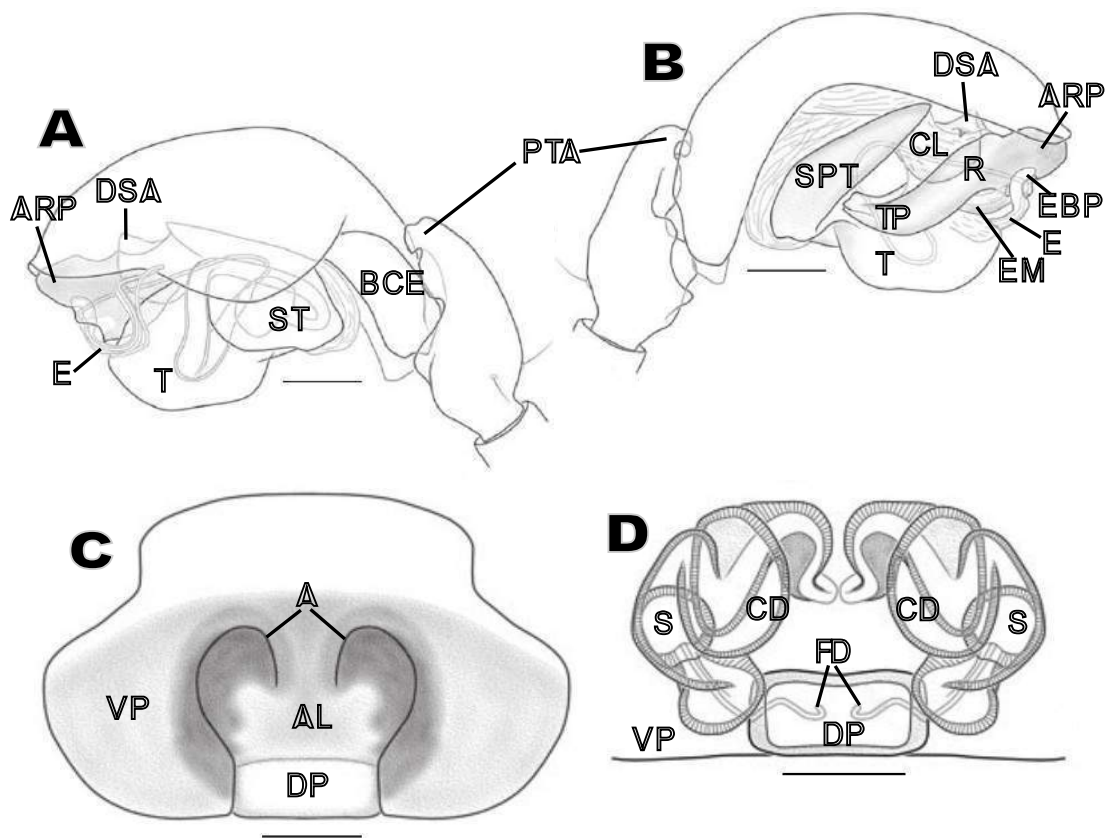 A
DSA
ARP
BCE
ST
E
T
PTA
B
DSA
ARP
CL
R
SPT
EBP
TP
E
EM
T
C
A
VP
AL
DP
D
CD
CD
S
S
FD
DP
VP